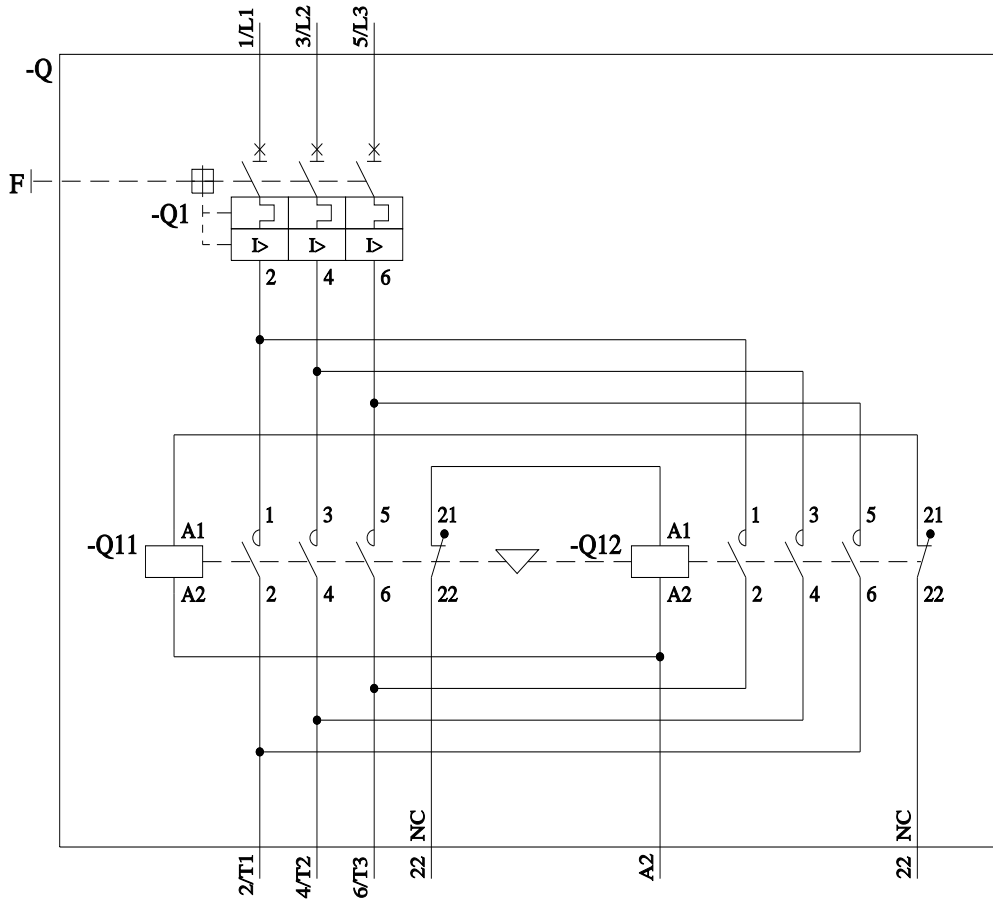 1/L1 3/L2 5/L3
-Q
F
-Q1
I> I> I>
2 4 6
1 3 5 21 1 3 5 21
-Q11 A1 -Q12 A1
A2 2 4 6 22 A2 2 4 6 22
NC NC
2/T1 4/T2 6/T3 22 A2 22